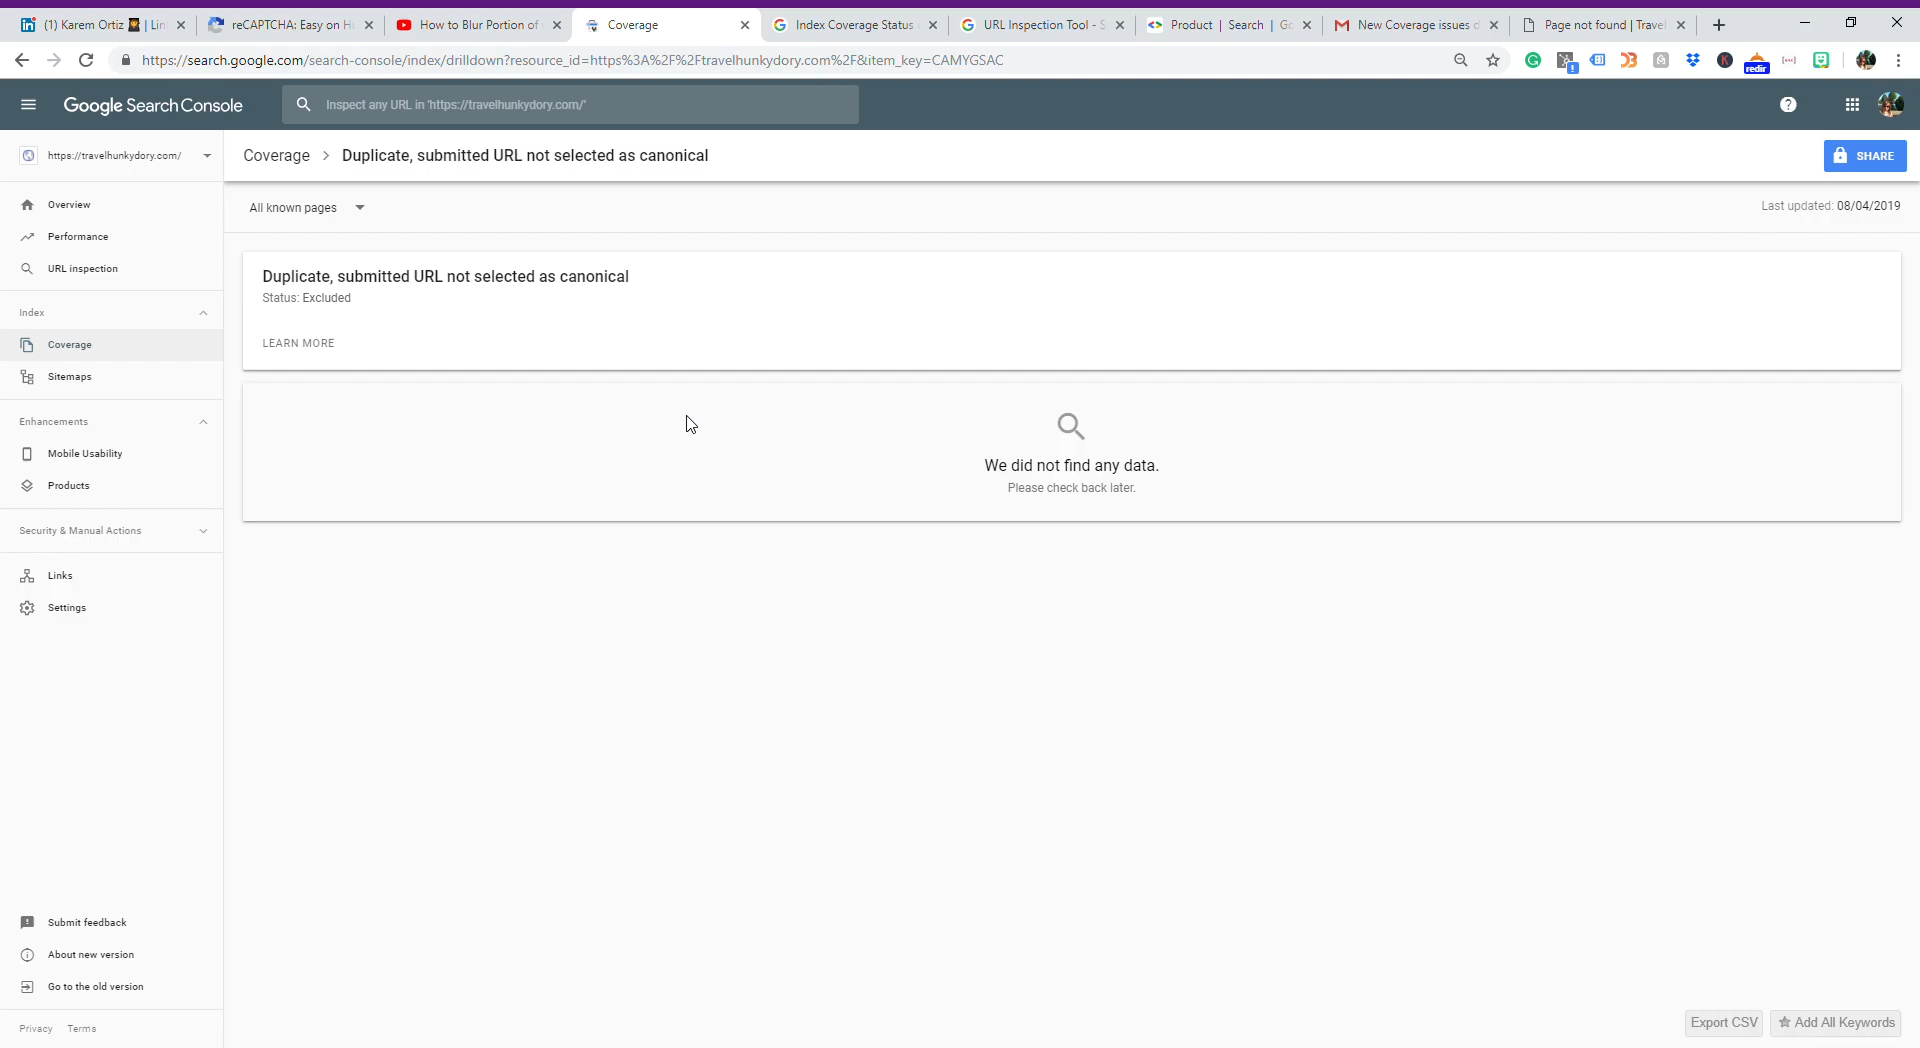 (1) Karem Ortiz | Lin
reCAPTCHA: Easy on H
How to Blur Portion of
Coverage
Index Coverage Status
URL Inspection Tool - S
Product | Search | Go
New Coverage issues d
Page not found | Travel
https://search.google.com/search-console/index/drilldown?resource_id=https%3A%2F%2Ftravelhunkydory.com%2F&item_key=CAMYGSAC
redir
Google Search Console
Inspect any URL in 'https://travelhunkydory.com/'
https://travelhunkydory.com/
Coverage > Duplicate, submitted URL not selected as canonical
SHARE
All known pages
Last updated: 08/04/2019
Overview
Performance
URL inspection
Index
Coverage
Sitemaps
Enhancements
Mobile Usability
Products
Security & Manual Actions
Links
Settings
Duplicate, submitted URL not selected as canonical
Status: Excluded
LEARN MORE
We did not find any data.
Please check back later.
Submit feedback
About new version
Go to the old version
Privacy Terms
Export CSV
Add All Keywords